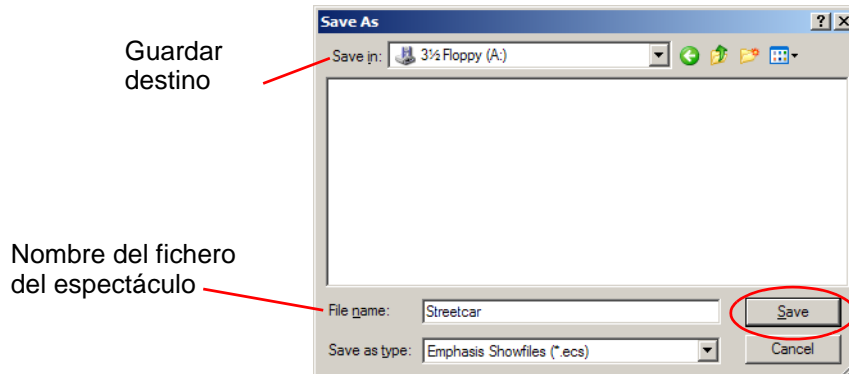 Save As
Guardar
destino
Save in: 3½ Floppy (A:)
Nombre del fichero
del espectáculo
File name: Streetcar Save
Save as type: Emphasis Showfiles (*.ecs) Cancel